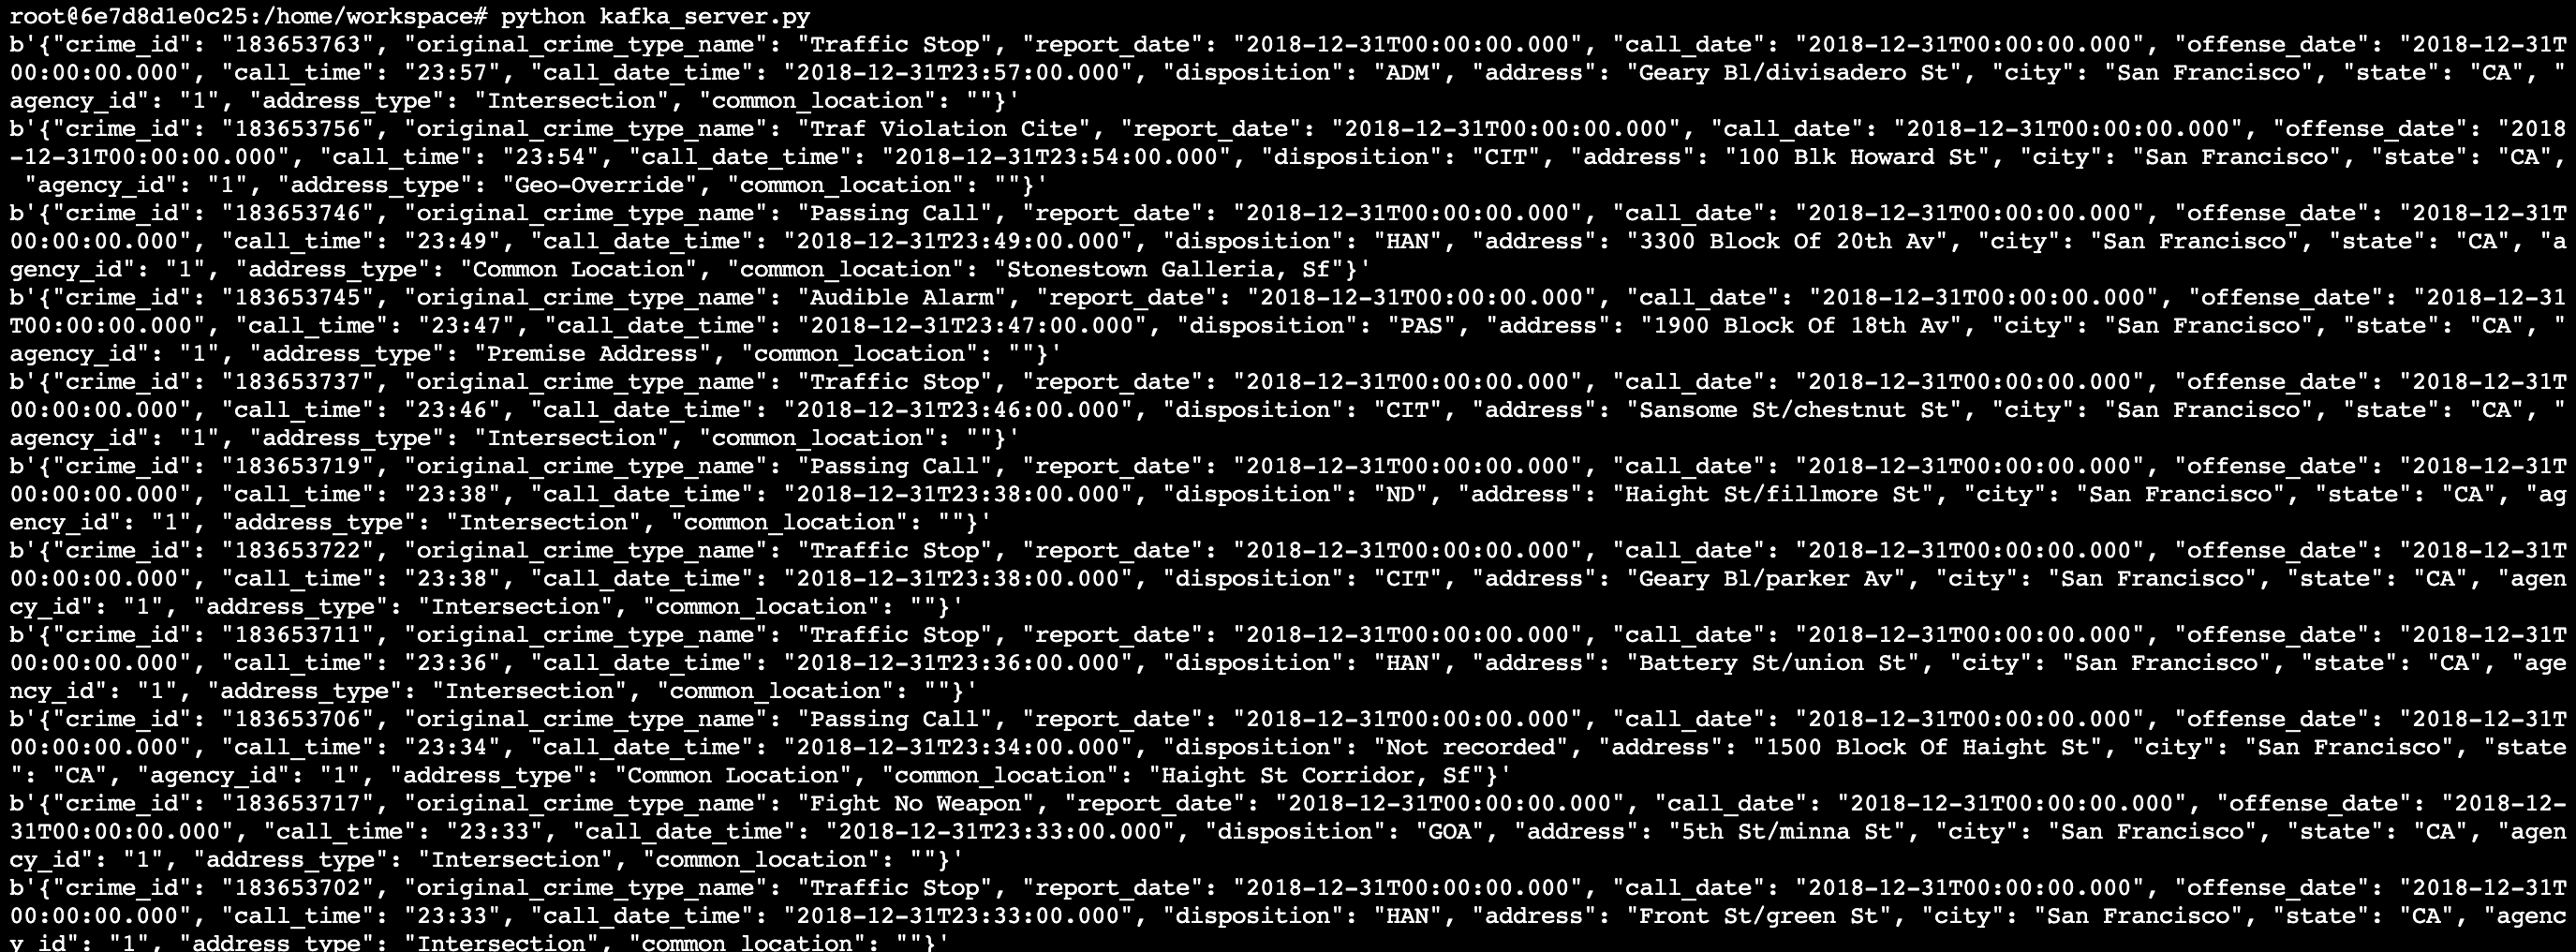 root@6e7d8d1e0c25:/home/workspace# python kafka_server.py
b'{"crime_id": "183653763", "original_crime_type_name": "Traffic Stop", "report_date": "2018-12-31T00:00:00.000", "call_date": "2018-12-31T00:00:00.000", "offense_date": "2018-12-31T
00:00:00.000", "call_time": "23:57", "call_date_time": "2018-12-31T23:57:00.000", "disposition": "ADM", "address": "Geary Bl/divisadero St", "city": "San Francisco", "state": "CA", "
agency_id": "1", "address_type": "Intersection", "common_location": ""}'
b'{"crime_id": "183653756", "original_crime_type_name": "Traf Violation Cite", "report_date": "2018-12-31T00:00:00.000", "call_date": "2018-12-31T00:00:00.000", "offense_date": "2018
-12-31T00:00:00.000", "call_time": "23:54", "call_date_time": "2018-12-31T23:54:00.000", "disposition": "CIT", "address": "100 Blk Howard St", "city": "San Francisco", "state": "CA",
 "agency_id": "1", "address_type": "Geo-Override", "common_location": ""}'
b'{"crime_id": "183653746", "original_crime_type_name": "Passing Call", "report_date": "2018-12-31T00:00:00.000", "call_date": "2018-12-31T00:00:00.000", "offense_date": "2018-12-31T
00:00:00.000", "call_time": "23:49", "call_date_time": "2018-12-31T23:49:00.000", "disposition": "HAN", "address": "3300 Block Of 20th Av", "city": "San Francisco", "state": "CA", "a
gency_id": "1", "address_type": "Common Location", "common_location": "Stonestown Galleria, Sf"}'
b'{"crime_id": "183653745", "original_crime_type_name": "Audible Alarm", "report_date": "2018-12-31T00:00:00.000", "call_date": "2018-12-31T00:00:00.000", "offense_date": "2018-12-31
T00:00:00.000", "call_time": "23:47", "call_date_time": "2018-12-31T23:47:00.000", "disposition": "PAS", "address": "1900 Block Of 18th Av", "city": "San Francisco", "state": "CA", "
agency_id": "1", "address_type": "Premise Address", "common_location": ""}'
b'{"crime_id": "183653737", "original_crime_type_name": "Traffic Stop", "report_date": "2018-12-31T00:00:00.000", "call_date": "2018-12-31T00:00:00.000", "offense_date": "2018-12-31T
00:00:00.000", "call_time": "23:46", "call_date_time": "2018-12-31T23:46:00.000", "disposition": "CIT", "address": "Sansome St/chestnut St", "city": "San Francisco", "state": "CA", "
agency_id": "1", "address_type": "Intersection", "common_location": ""}'
b'{"crime_id": "183653719", "original_crime_type_name": "Passing Call", "report_date": "2018-12-31T00:00:00.000", "call_date": "2018-12-31T00:00:00.000", "offense_date": "2018-12-31T
00:00:00.000", "call_time": "23:38", "call_date_time": "2018-12-31T23:38:00.000", "disposition": "ND", "address": "Haight St/fillmore St", "city": "San Francisco", "state": "CA", "ag
ency_id": "1", "address_type": "Intersection", "common_location": ""}'
b'{"crime_id": "183653722", "original_crime_type_name": "Traffic Stop", "report_date": "2018-12-31T00:00:00.000", "call_date": "2018-12-31T00:00:00.000", "offense_date": "2018-12-31T
00:00:00.000", "call_time": "23:38", "call_date_time": "2018-12-31T23:38:00.000", "disposition": "CIT", "address": "Geary Bl/parker Av", "city": "San Francisco", "state": "CA", "agen
cy_id": "1", "address_type": "Intersection", "common_location": ""}'
b'{"crime_id": "183653711", "original_crime_type_name": "Traffic Stop", "report_date": "2018-12-31T00:00:00.000", "call_date": "2018-12-31T00:00:00.000", "offense_date": "2018-12-31T
00:00:00.000", "call_time": "23:36", "call_date_time": "2018-12-31T23:36:00.000", "disposition": "HAN", "address": "Battery St/union St", "city": "San Francisco", "state": "CA", "age
ncy_id": "1", "address_type": "Intersection", "common_location": ""}'
b'{"crime_id": "183653706", "original_crime_type_name": "Passing Call", "report_date": "2018-12-31T00:00:00.000", "call_date": "2018-12-31T00:00:00.000", "offense_date": "2018-12-31T
00:00:00.000", "call_time": "23:34", "call_date_time": "2018-12-31T23:34:00.000", "disposition": "Not recorded", "address": "1500 Block Of Haight St", "city": "San Francisco", "state
": "CA", "agency_id": "1", "address_type": "Common Location", "common_location": "Haight St Corridor, Sf"}'
b'{"crime_id": "183653717", "original_crime_type_name": "Fight No Weapon", "report_date": "2018-12-31T00:00:00.000", "call_date": "2018-12-31T00:00:00.000", "offense_date": "2018-12-
31T00:00:00.000", "call_time": "23:33", "call_date_time": "2018-12-31T23:33:00.000", "disposition": "GOA", "address": "5th St/minna St", "city": "San Francisco", "state": "CA", "agen
cy_id": "1", "address_type": "Intersection", "common_location": ""}'
b'{"crime_id": "183653702", "original_crime_type_name": "Traffic Stop", "report_date": "2018-12-31T00:00:00.000", "call_date": "2018-12-31T00:00:00.000", "offense_date": "2018-12-31T
00:00:00.000", "call_time": "23:33", "call_date_time": "2018-12-31T23:33:00.000", "disposition": "HAN", "address": "Front St/green St", "city": "San Francisco", "state": "CA", "agenc
y_id": "1", "address_type": "Intersection", "common_location": ""}'